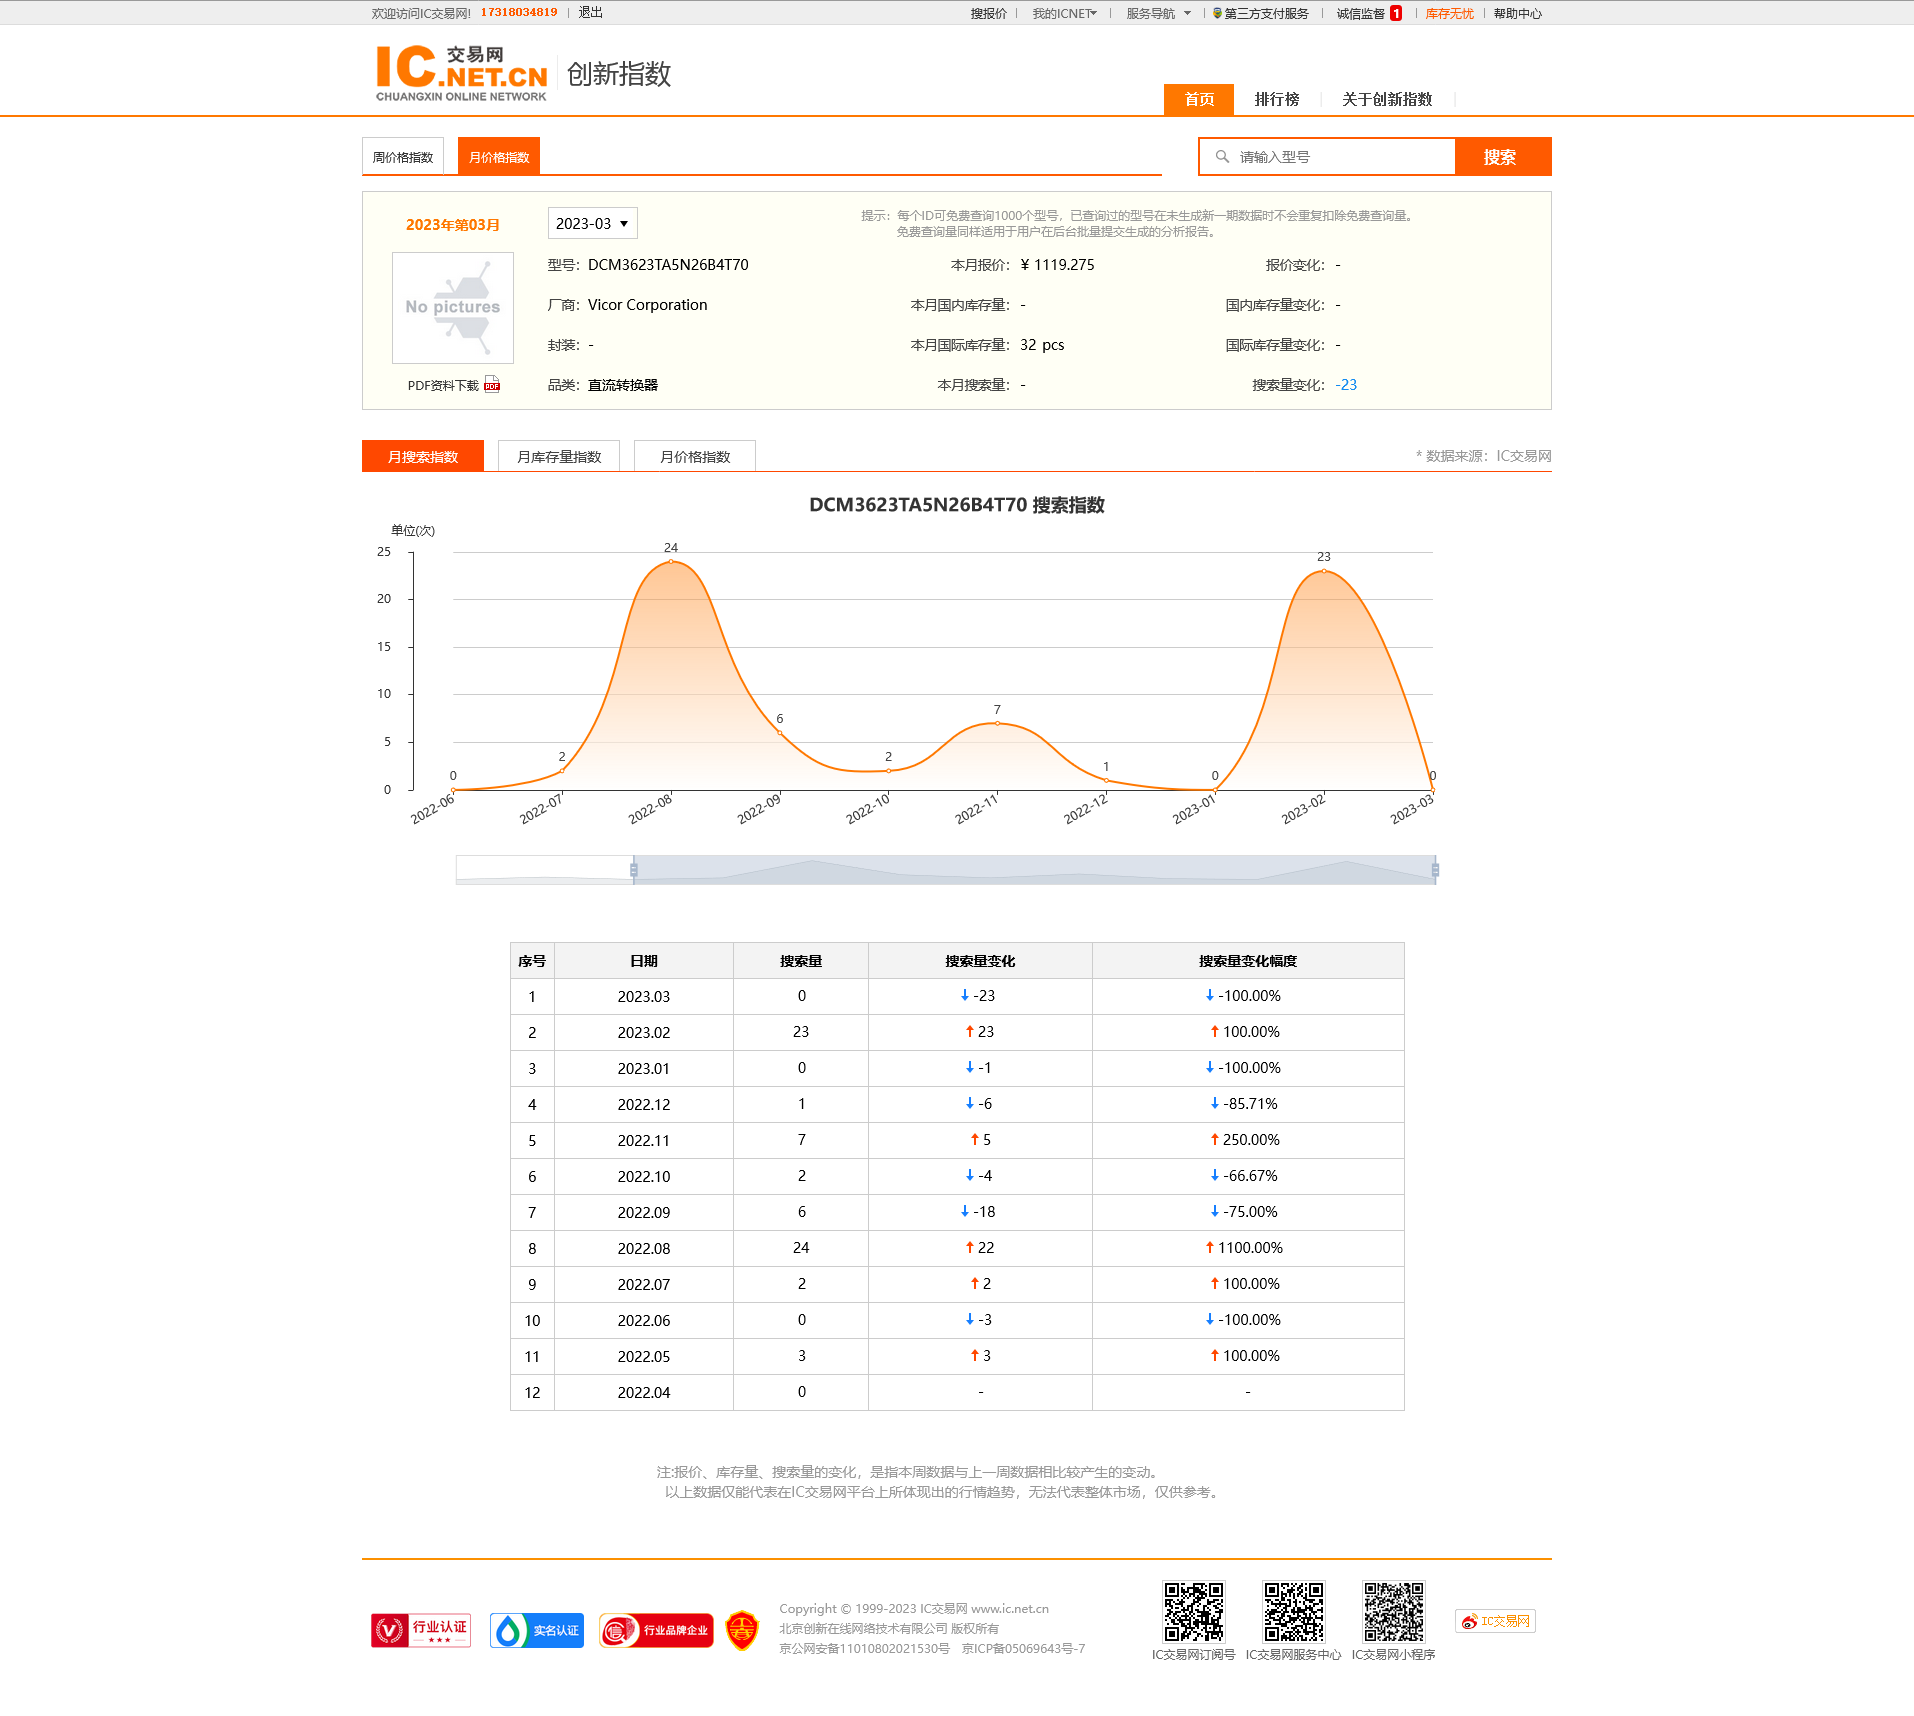 欢迎访问IC交易网! 17318034819 | 退出 搜报价 | 我的ICNET | 服务导航 | 第三方支付服务 | 诚信监督 1 | 库存无忧 | 帮助中心
IC 交易网 .NET.CN
CHUANGXIN ONLINE NETWORK
创新指数
首页 排行榜 | 关于创新指数 |
周价格指数 月价格指数 请输入型号 搜索
2023年第03月 2023-03
提示：每个ID可免费查询1000个型号，已查询过的型号在未生成新一期数据时不会重复扣除免费查询量。
免费查询量同样适用于用户在后台批量提交生成的分析报告。
No pictures
PDF资料下载
型号：DCM3623TA5N26B4T70 本月报价：¥ 1119.275 报价变化：-
厂商：Vicor Corporation 本月国内库存量：- 国内库存量变化：-
封装：- 本月国际库存量：32 pcs 国际库存量变化：-
品类：直流转换器 本月搜索量：- 搜索量变化：-23
月搜索指数 月库存量指数 月价格指数 * 数据来源：IC交易网
DCM3623TA5N26B4T70 搜索指数
单位(次)
25
20
15
10
5
0
0 2 24 6 2 7 1 0 23 0
2022-06 2022-07 2022-08 2022-09 2022-10 2022-11 2022-12 2023-01 2023-02 2023-03
序号 日期 搜索量 搜索量变化 搜索量变化幅度
1 2023.03 0 ↓ -23 ↓ -100.00%
2 2023.02 23 ↑ 23 ↑ 100.00%
3 2023.01 0 ↓ -1 ↓ -100.00%
4 2022.12 1 ↓ -6 ↓ -85.71%
5 2022.11 7 ↑ 5 ↑ 250.00%
6 2022.10 2 ↓ -4 ↓ -66.67%
7 2022.09 6 ↓ -18 ↓ -75.00%
8 2022.08 24 ↑ 22 ↑ 1100.00%
9 2022.07 2 ↑ 2 ↑ 100.00%
10 2022.06 0 ↓ -3 ↓ -100.00%
11 2022.05 3 ↑ 3 ↑ 100.00%
12 2022.04 0 - -
注:报价、库存量、搜索量的变化，是指本周数据与上一周数据相比较产生的变动。
以上数据仅能代表在IC交易网平台上所体现出的行情趋势，无法代表整体市场，仅供参考。
行业认证
实名认证
行业品牌企业
Copyright © 1999-2023 IC交易网 www.ic.net.cn
北京创新在线网络技术有限公司 版权所有
京公网安备11010802021530号 京ICP备05069643号-7
IC交易网订阅号 IC交易网服务中心 IC交易网小程序
IC交易网